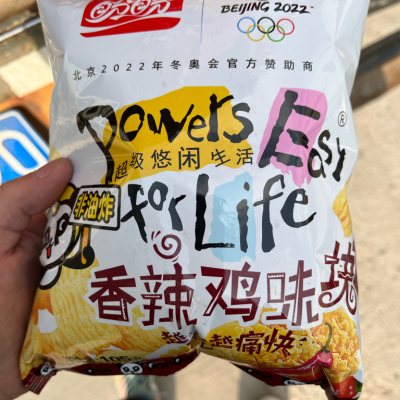 盼盼
BEIJING 2022
北京2022年冬奥会官方赞助商
Powers Easy®
超级悠闲生活
for Life
非油炸
香辣鸡味块
越痛快